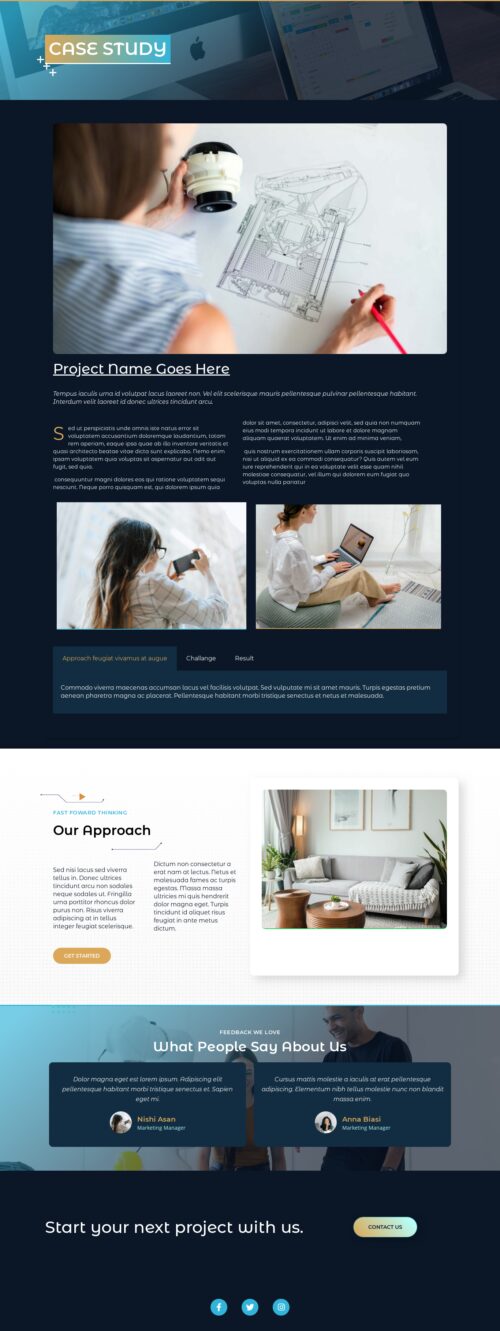 CASE STUDY
Project Name Goes Here
Tempus iaculis urna id volutpat lacus laoreet non. Vel elit scelerisque mauris pellentesque pulvinar pellentesque habitant.
Interdum velit laoreet id donec ultrices tincidunt arcu.
Sed ut perspiciatis unde omnis iste natus error sit
voluptatem accusantium doloremque laudantium, totam
rem aperiam, eaque ipsa quae ab illo inventore veritatis et
quasi architecto beatae vitae dicta sunt explicabo. Nemo enim
ipsam voluptatem quia voluptas sit aspernatur aut odit aut
fugit, sed quia.
consequuntur magni dolores eos qui ratione voluptatem sequi
nesciunt. Neque porro quisquam est, qui dolorem ipsum quia
dolor sit amet, consectetur, adipisci velit, sed quia non numquam
eius modi tempora incidunt ut labore et dolore magnam
aliquam quaerat voluptatem. Ut enim ad minima veniam,
quis nostrum exercitationem ullam corporis suscipit laboriosam,
nisi ut aliquid ex ea commodi consequatur? Quis autem vel eum
iure reprehenderit qui in ea voluptate velit esse quam nihil
molestiae consequatur, vel illum qui dolorem eum fugiat quo
voluptas nulla pariatur
Approach feugiat vivamus at augue
Challange
Result
Commodo viverra maecenas accumsan lacus vel facilisis volutpat. Sed vulputate mi sit amet mauris. Turpis egestas pretium
aenean pharetra magna ac placerat. Pellentesque habitant morbi tristique senectus et netus et malesuada.
FAST FOWARD THINKING
Our Approach
Sed nisi lacus sed viverra
tellus in. Donec ultrices
tincidunt arcu non sodales
neque sodales ut. Fringilla
urna porttitor rhoncus dolor
purus non. Risus viverra
adipiscing at in tellus
integer feugiat scelerisque.
Dictum non consectetur a
erat nam at lectus. Netus et
malesuada fames ac turpis
egestas. Massa massa
ultricies mi quis hendrerit
dolor magna eget. Turpis
tincidunt id aliquet risus
feugiat in ante metus
dictum.
GET STARTED
FEEDBACK WE LOVE
What People Say About Us
Dolor magna eget est lorem ipsum. Adipiscing elit
pellentesque habitant morbi tristique senectus et. Sapien
eget mi.
Nishi Asan
Marketing Manager
Cursus mattis molestie a iaculis at erat pellentesque
adipiscing. Elementum nibh tellus molestie nunc non blandit
massa enim.
Anna Biasi
Marketing Manager
Start your next project with us.
CONTACT US